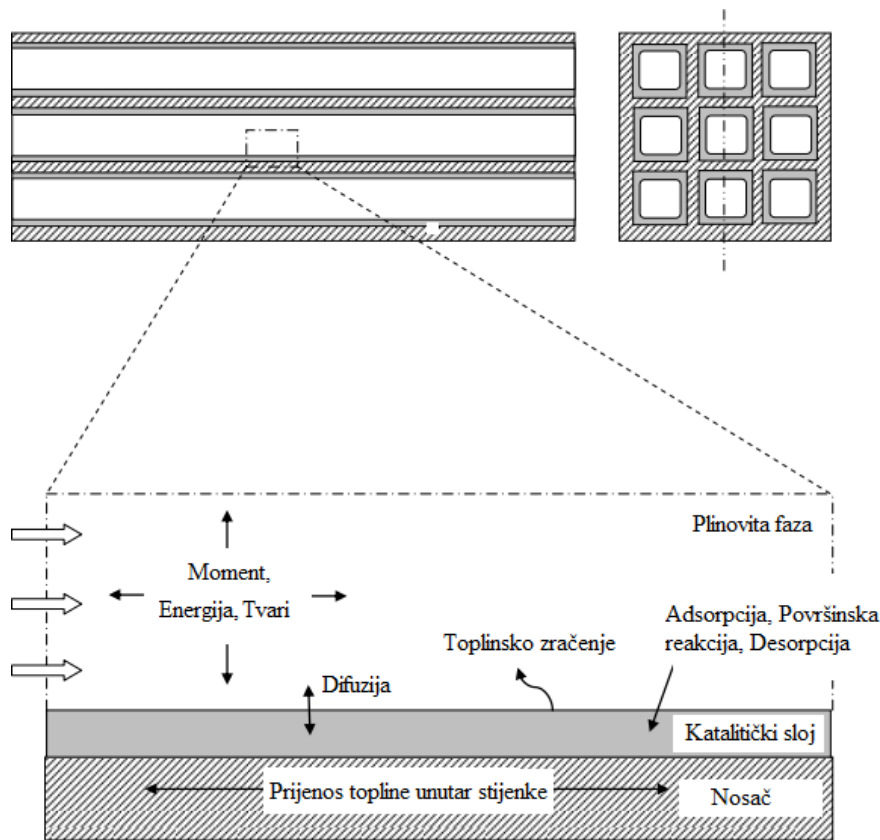 Plinovita faza
Moment,
Energija, Tvari
Adsorpcija, Površinska
reakcija, Desorpcija
Toplinsko zračenje
Difuzija
Katalitički sloj
Prijenos topline unutar stijenke
Nosač